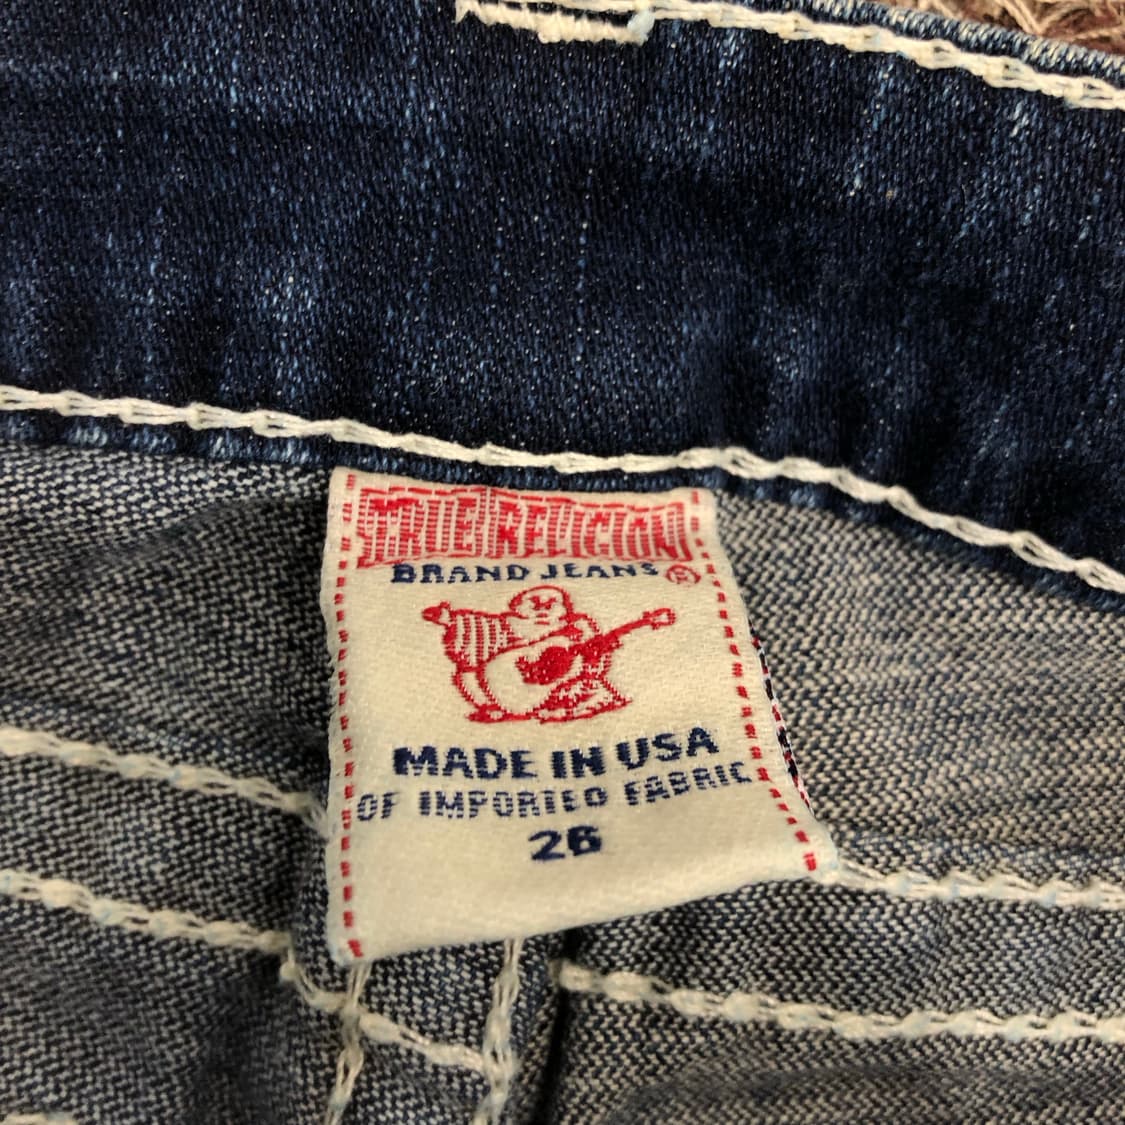 TRUE RELIGION
BRAND JEANS ®
MADE IN USA
OF IMPORTED FABRIC
26